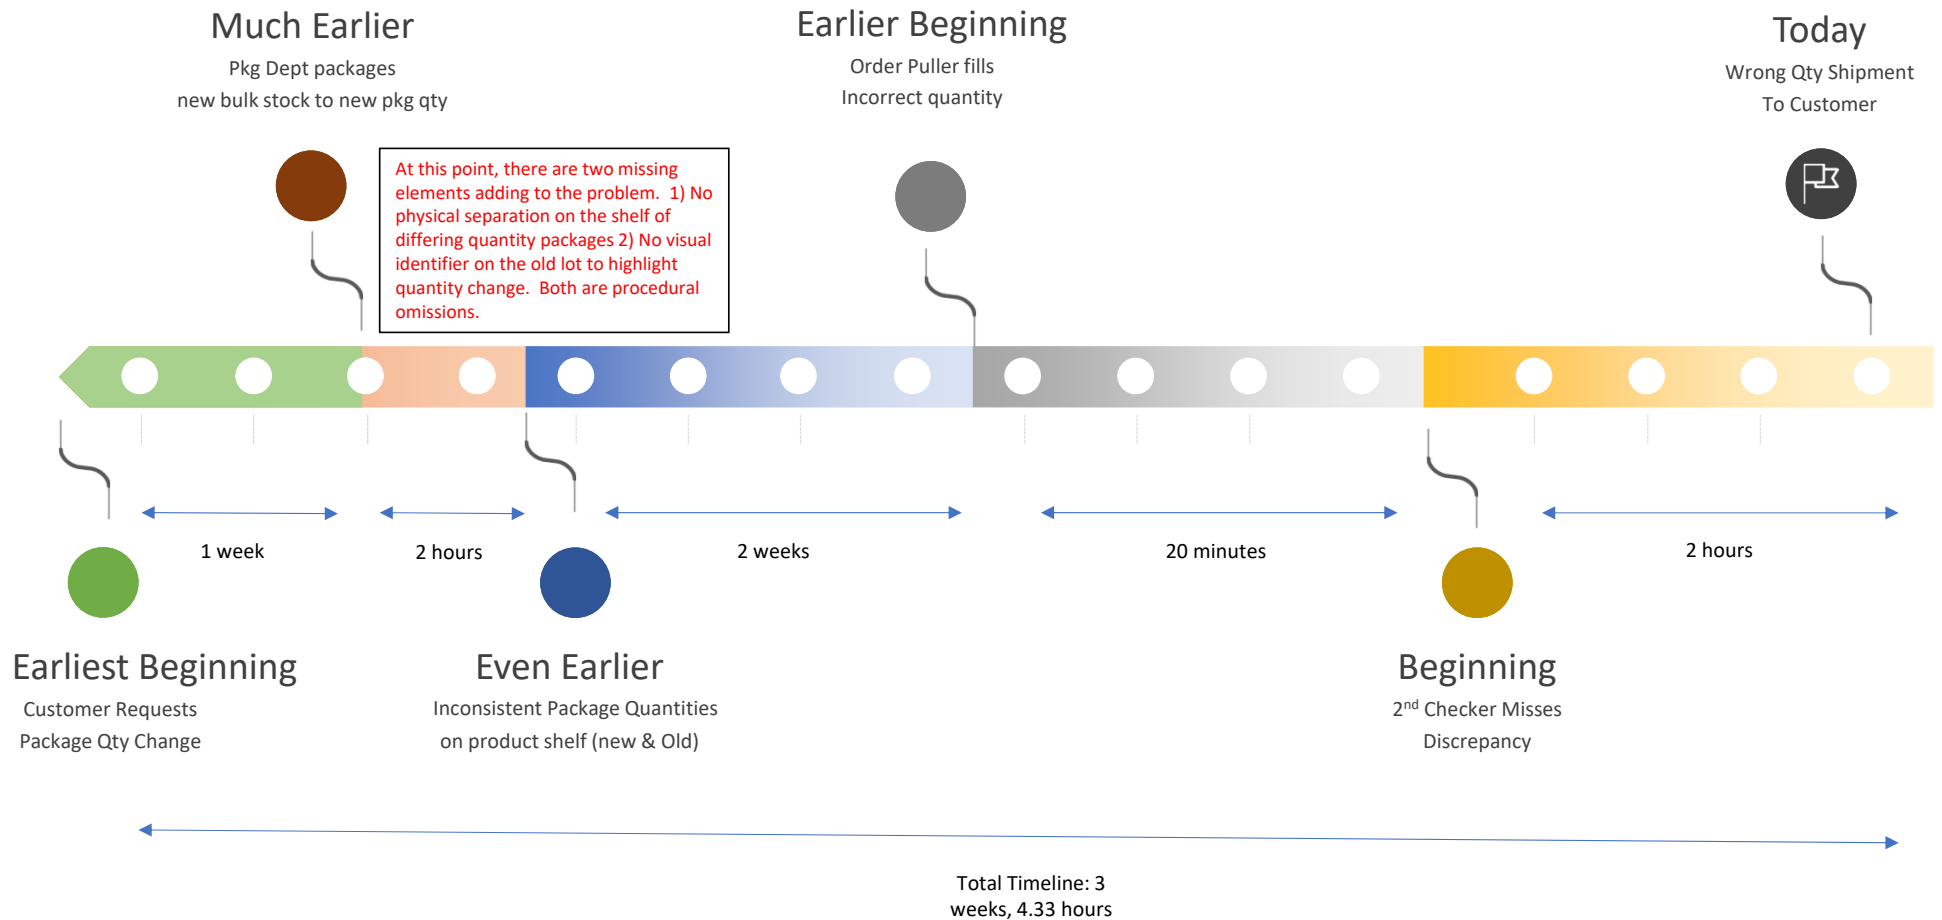 Much Earlier
Pkg Dept packages
new bulk stock to new pkg qty
Earlier Beginning
Order Puller fills
Incorrect quantity
Today
Wrong Qty Shipment
To Customer
At this point, there are two missing
elements adding to the problem.  1) No
physical separation on the shelf of
differing quantity packages 2) No visual
identifier on the old lot to highlight
quantity change.  Both are procedural
omissions.
1 week
2 hours
2 weeks
20 minutes
2 hours
Earliest Beginning
Customer Requests
Package Qty Change
Even Earlier
Inconsistent Package Quantities
on product shelf (new & Old)
Beginning
2nd Checker Misses
Discrepancy
Total Timeline: 3
weeks, 4.33 hours